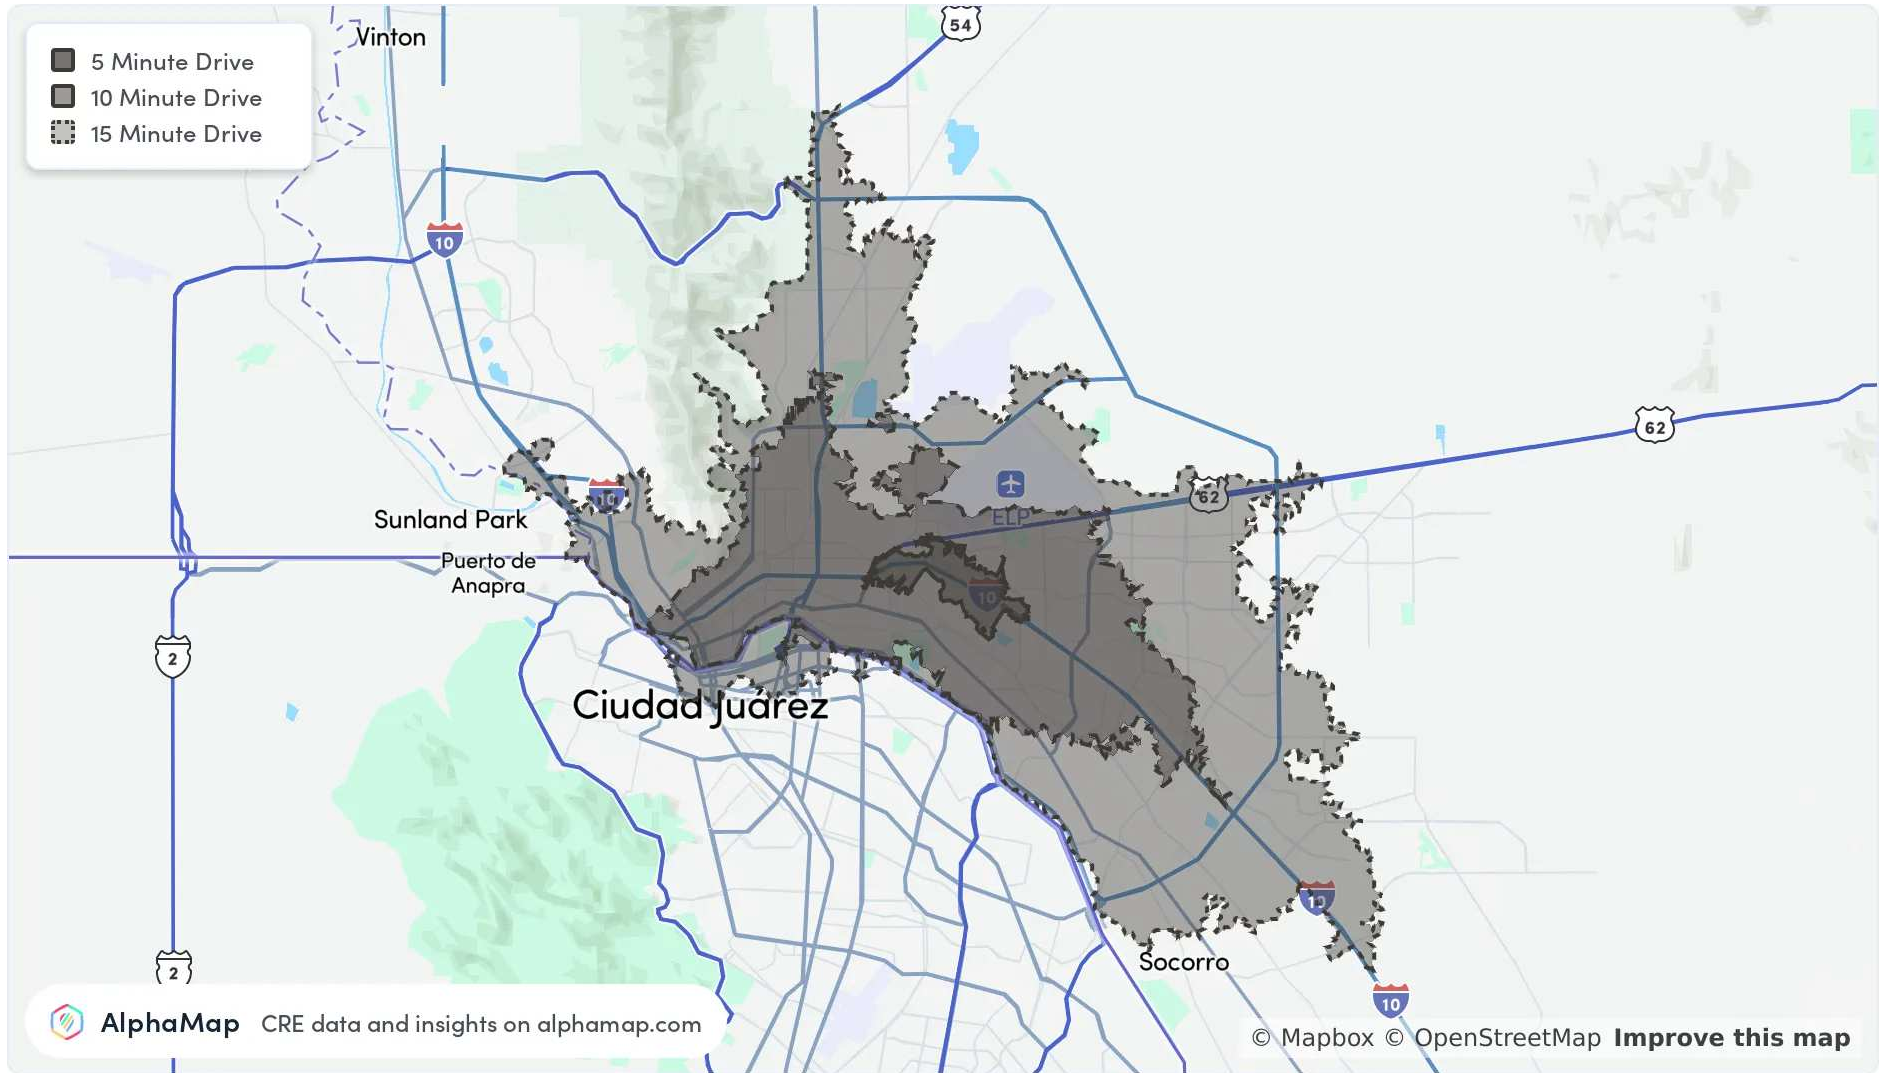 Vinton
54
5 Minute Drive
10 Minute Drive
15 Minute Drive
10
62
62
10
ELP
Sunland Park
Puerto de
Anapra
10
2
Ciudad Juárez
10
Socorro
2
10
AlphaMap CRE data and insights on alphamap.com
© Mapbox © OpenStreetMap Improve this map